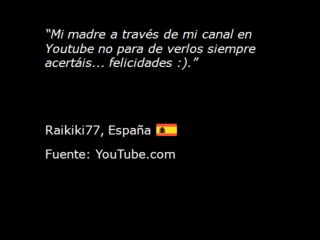 “Mi madre a través de mi canal en
Youtube no para de verlos siempre
acertáis... felicidades :).”
Raikiki77, España
Fuente: YouTube.com